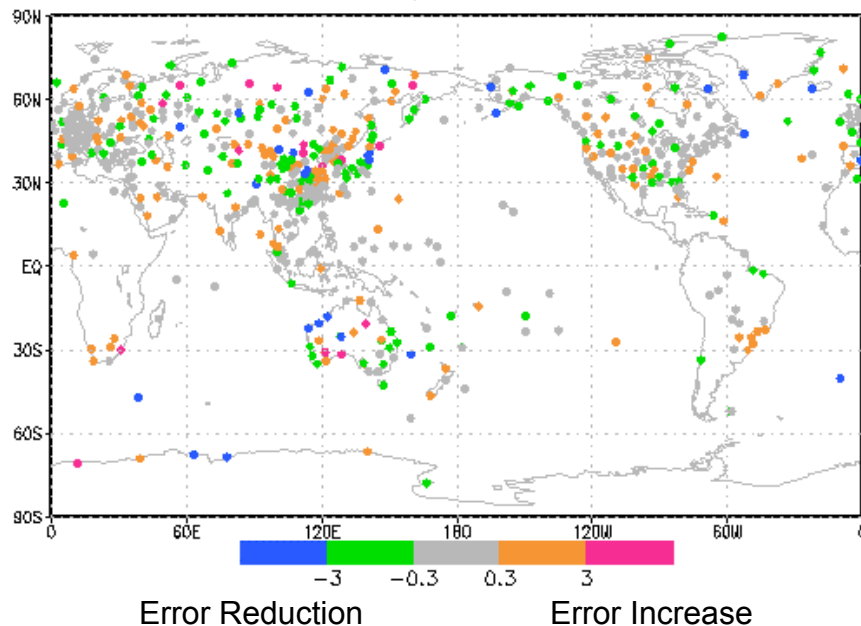 90N
60N
30N
EQ
30S
60S
90S
0 60E 120E 180 120W 60W
-3 -0.3 0.3 3
Error Reduction Error Increase